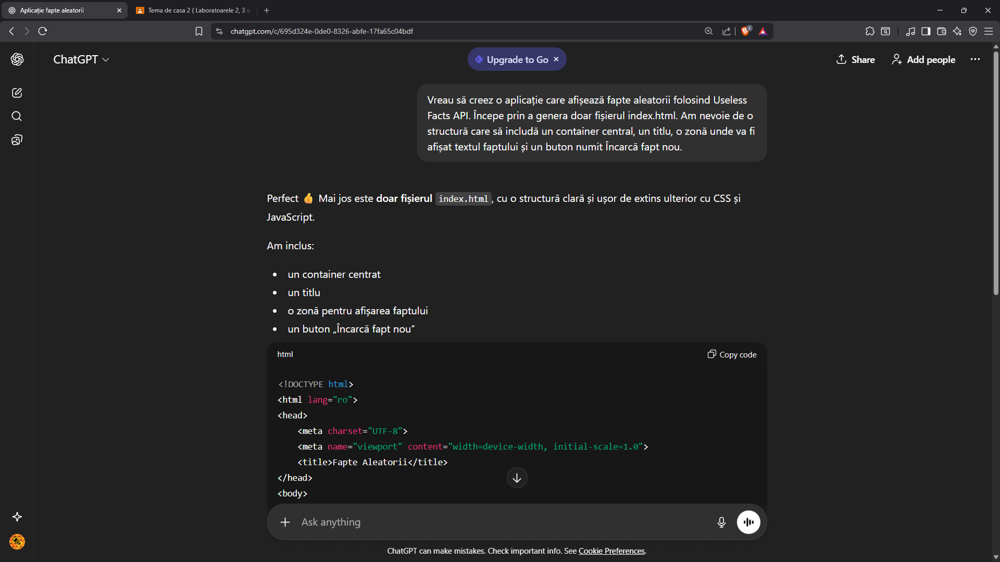 Aplicație fapte aleatorii
Tema de casa 2 ( Laboratoarele 2, 3 si
chatgpt.com/c/695d324e-0de0-8326-abfe-17fa65c04bdf
1
ChatGPT
Upgrade to Go
Share
Add people
Vreau să creez o aplicație care afișează fapte aleatorii folosind Useless
Facts API. Începe prin a genera doar fișierul index.html. Am nevoie de o
structură care să includă un container central, un titlu, o zonă unde va fi
afișat textul faptului și un buton numit Încarcă fapt nou.
Perfect 👍 Mai jos este doar fișierul index.html, cu o structură clară și ușor de extins ulterior cu CSS și
JavaScript.
Am inclus:
• un container centrat
• un titlu
• o zonă pentru afișarea faptului
• un buton „Încarcă fapt nou”
html
Copy code
<!DOCTYPE html>
<html lang="ro">
<head>
    <meta charset="UTF-8">
    <meta name="viewport" content="width=device-width, initial-scale=1.0">
    <title>Fapte Aleatorii</title>
</head>
<body>
Ask anything
ChatGPT can make mistakes. Check important info. See Cookie Preferences.